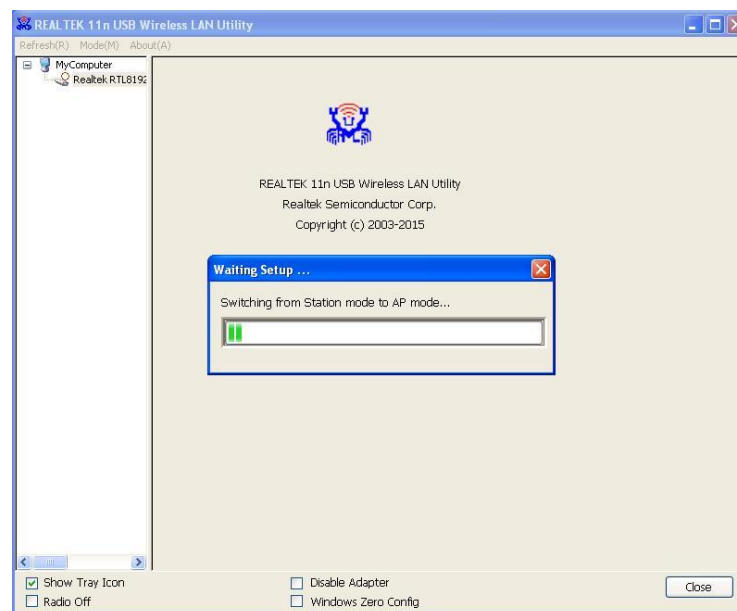 REALTEK 11n USB Wireless LAN Utility
Refresh(R) Mode(M) About(A)
MyComputer
Realtek RTL8192
REALTEK 11n USB Wireless LAN Utility
Realtek Semiconductor Corp.
Copyright (c) 2003-2015
Waiting Setup ...
Switching from Station mode to AP mode...
Show Tray Icon
Disable Adapter
Close
Radio Off
Windows Zero Config